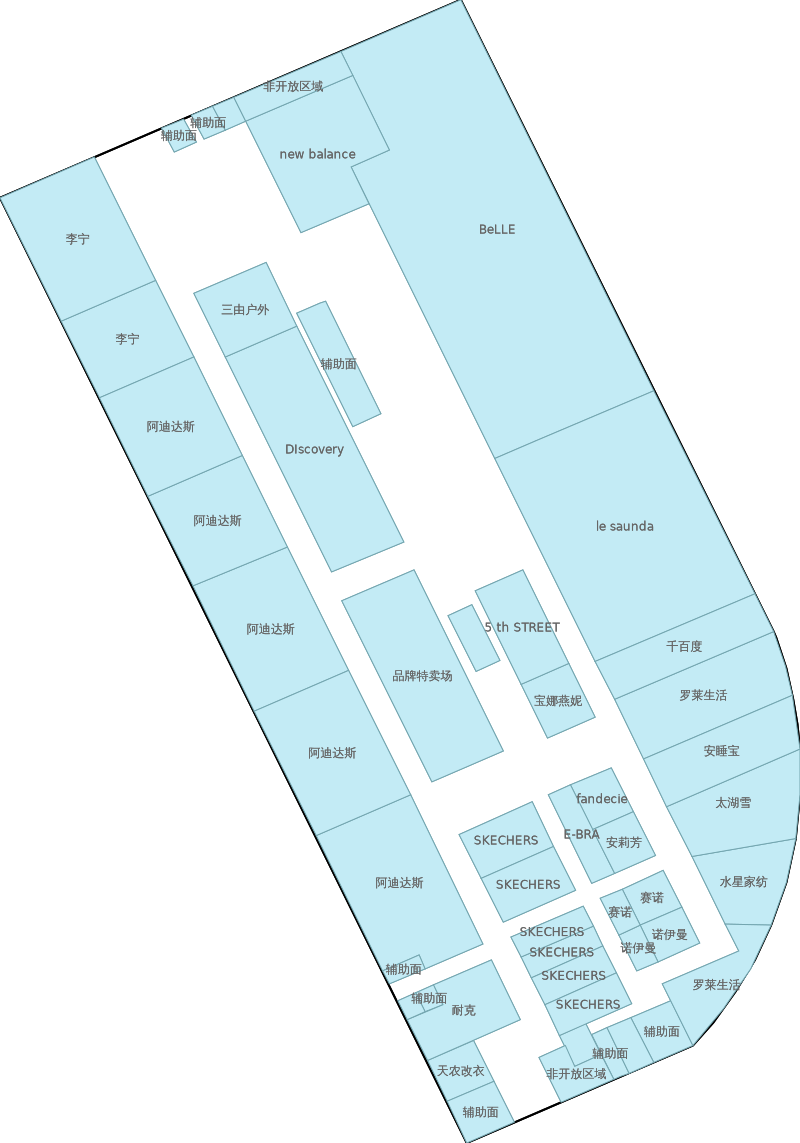 非开放区域
辅助面
辅助面
new balance
BeLLE
李宁
三由户外
李宁
辅助面
阿迪达斯
DIscovery
阿迪达斯
le saunda
阿迪达斯
5 th STREET
千百度
品牌特卖场
罗莱生活
宝娜燕妮
阿迪达斯
安睡宝
fandecie
太湖雪
E-BRA
SKECHERS
安莉芳
阿迪达斯
SKECHERS
水星家纺
赛诺
赛诺
SKECHERS
诺伊曼
诺伊曼
SKECHERS
辅助面
SKECHERS
罗莱生活
辅助面
SKECHERS
耐克
辅助面
辅助面
天农改衣
非开放区域
辅助面